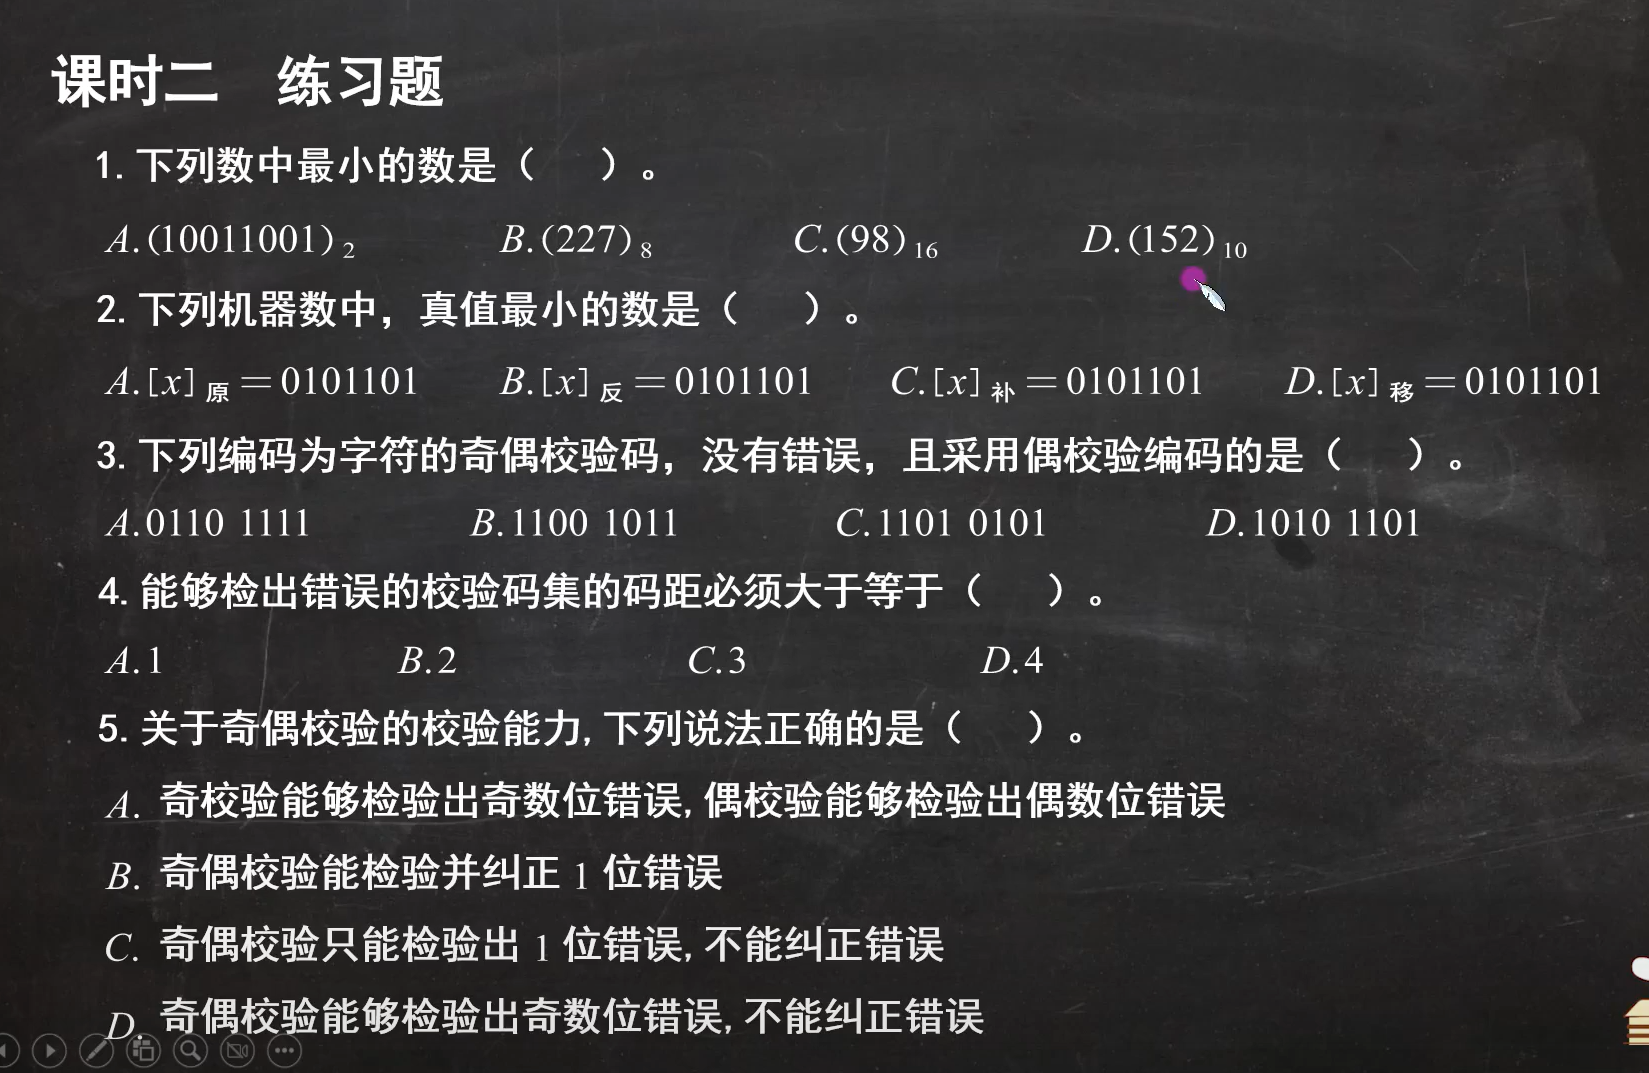 课时二 练习题
1.下列数中最小的数是（ ）。
A.(10011001)₂ B.(227)₈ C.(98)₁₆ D.(152)₁₀
2.下列机器数中，真值最小的数是（ ）。
A.[x]原=0101101 B.[x]反=0101101 C.[x]补=0101101 D.[x]移=0101101
3.下列编码为字符的奇偶校验码，没有错误，且采用偶校验编码的是（ ）。
A.0110 1111 B.1100 1011 C.1101 0101 D.1010 1101
4.能够检出错误的校验码集的码距必须大于等于（ ）。
A.1 B.2 C.3 D.4
5.关于奇偶校验的校验能力,下列说法正确的是（ ）。
A. 奇校验能够检验出奇数位错误,偶校验能够检验出偶数位错误
B. 奇偶校验能检验并纠正 1 位错误
C. 奇偶校验只能检验出 1 位错误,不能纠正错误
D. 奇偶校验能够检验出奇数位错误,不能纠正错误